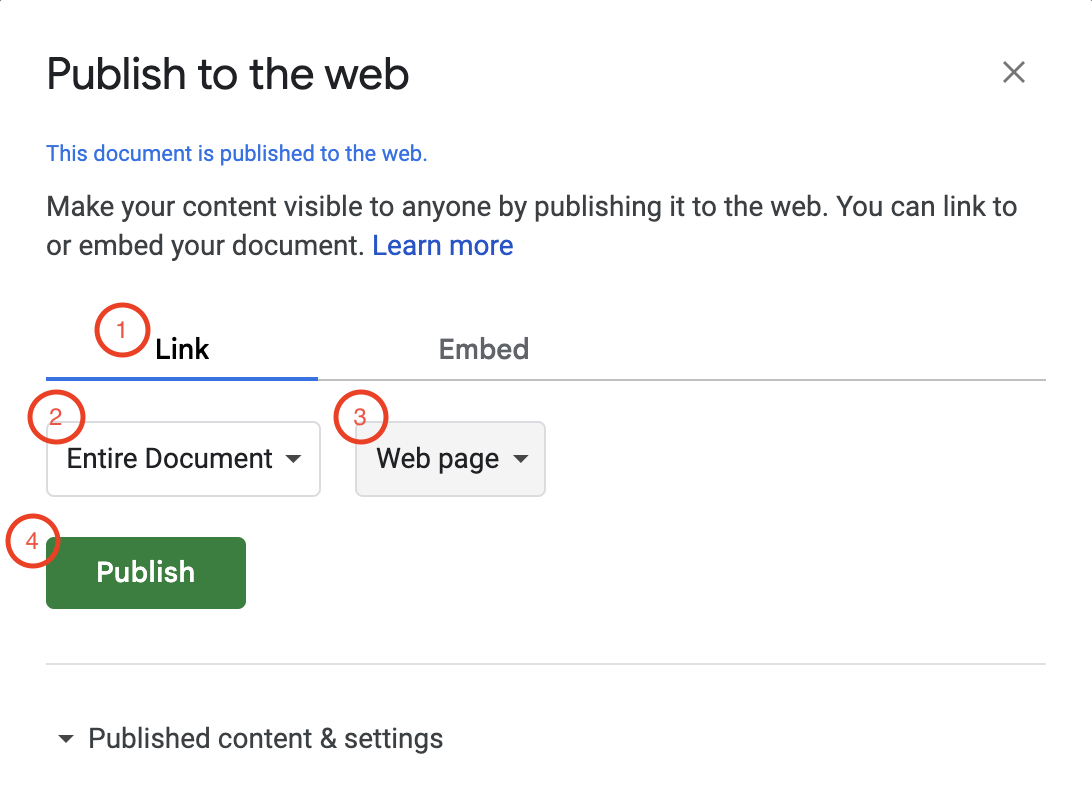 Publish to the web
This document is published to the web.
Make your content visible to anyone by publishing it to the web. You can link to
or embed your document. Learn more
1 Link Embed
2 Entire Document 3 Web page
4 Publish
Published content & settings